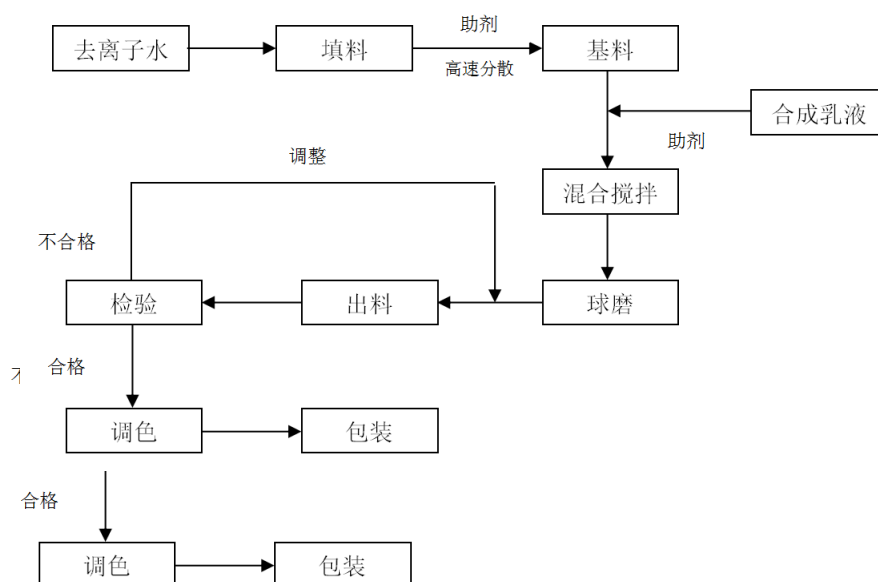 去离子水
填料
助剂
高速分散
基料
合成乳液
助剂
混合搅拌
调整
不合格
检验
出料
球磨
合格
调色
包装
合格
调色
包装